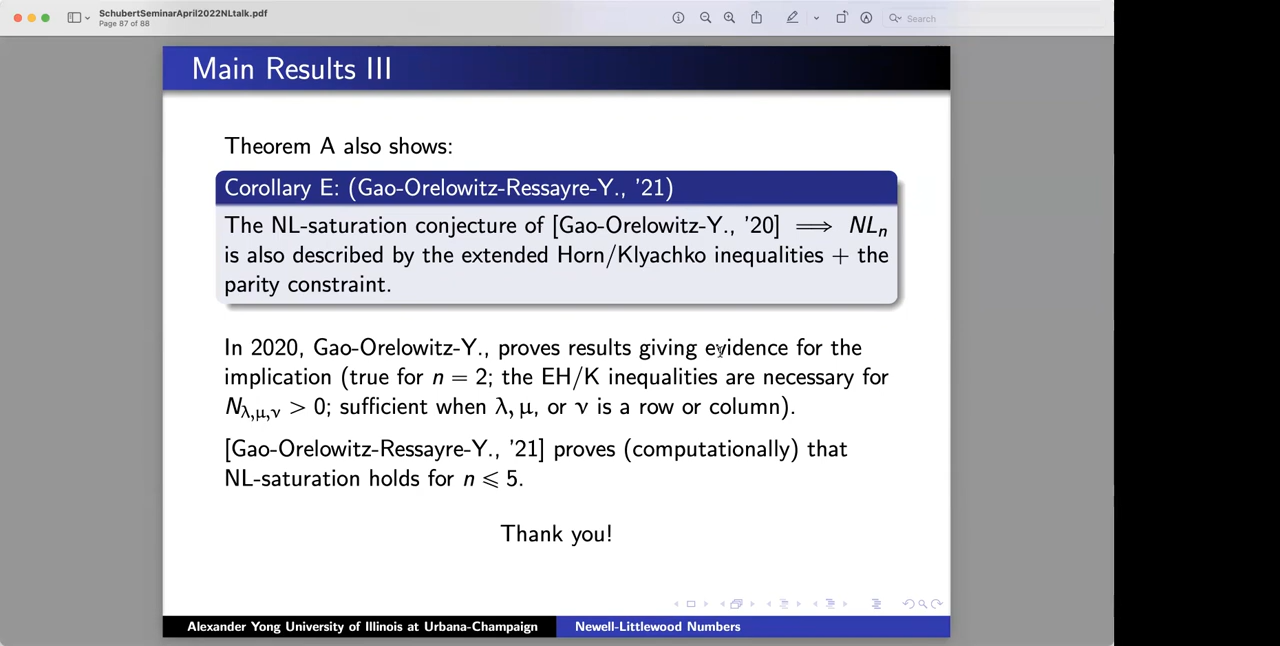 SchubertSeminarApril2022NLtalk.pdf
Page 87 of 88
Search
Main Results III
Theorem A also shows:
Corollary E: (Gao-Orelowitz-Ressayre-Y., '21)
The NL-saturation conjecture of [Gao-Orelowitz-Y., '20] ⟹ NLₙ
is also described by the extended Horn/Klyachko inequalities + the
parity constraint.
In 2020, Gao-Orelowitz-Y., proves results giving evidence for the
implication (true for n = 2; the EH/K inequalities are necessary for
N_{λ,μ,ν} > 0; sufficient when λ, μ, or ν is a row or column).
[Gao-Orelowitz-Ressayre-Y., '21] proves (computationally) that
NL-saturation holds for n ⩽ 5.
Thank you!
Alexander Yong University of Illinois at Urbana-Champaign
Newell-Littlewood Numbers